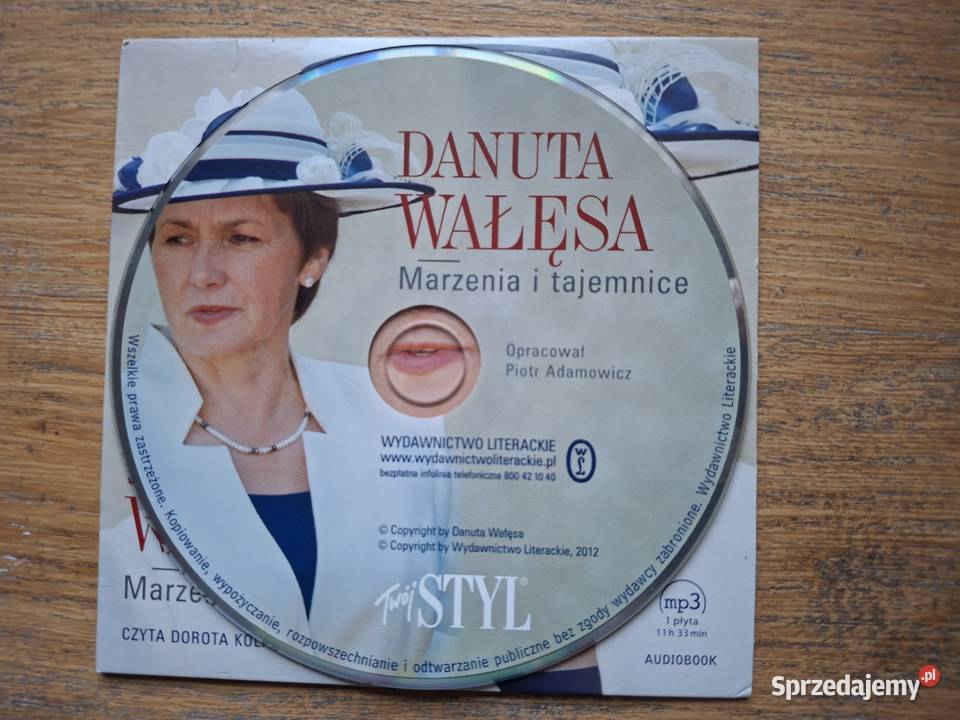 DANUTA
WAŁĘSA
Marzenia i tajemnice
Opracował
Piotr Adamowicz
WYDAWNICTWO LITERACKIE
www.wydawnictwoliterackie.pl
bezpłatna infolinia telefoniczna 800 42 10 40
© Copyright by Danuta Wałęsa
© Copyright by Wydawnictwo Literackie, 2012
Twój STYL®
Wszelkie prawa zastrzeżone. Kopiowanie, wypożyczanie, rozpowszechnianie i odtwarzanie publiczne bez zgody wydawcy zabronione. Wydawnictwo Literackie
CZYTA DOROTA
mp3
1 płyta
11 h 33 min
AUDIOBOOK
Sprzedajemy.pl